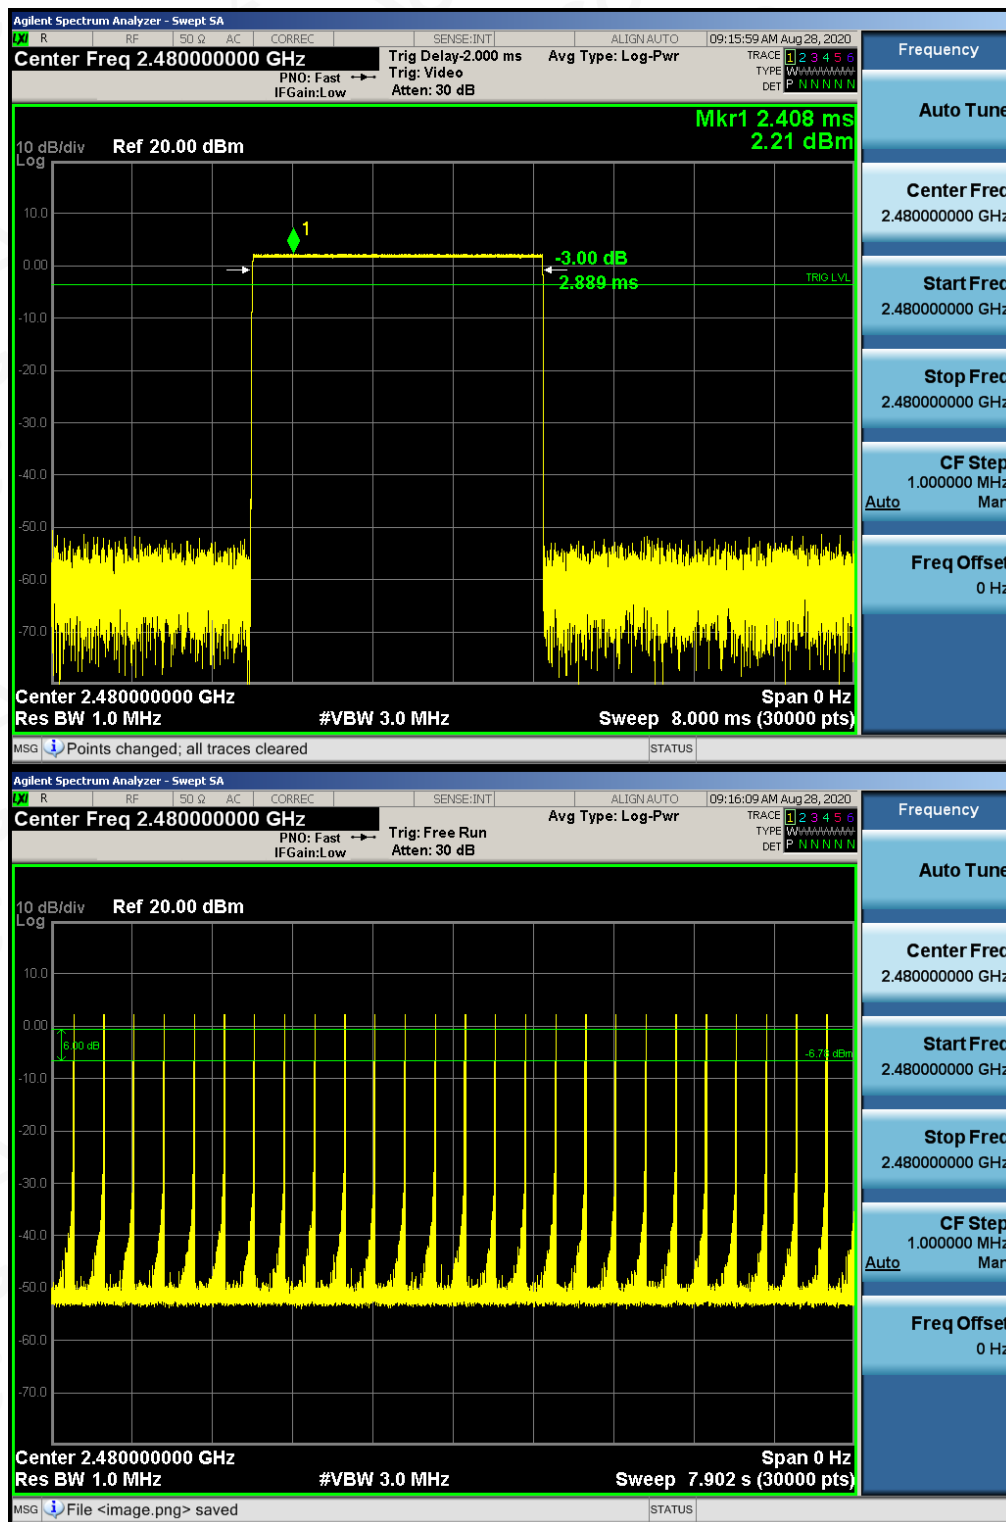 Agilent Spectrum Analyzer - Swept SA
LXI R RF 50 Ω AC CORREC SENSE:INT ALIGN AUTO 09:15:59 AM Aug 28, 2020
Center Freq 2.480000000 GHz
PNO: Fast
IFGain:Low
Trig Delay-2.000 ms
Trig: Video
Atten: 30 dB
Avg Type: Log-Pwr
TRACE 1 2 3 4 5 6
TYPE
DET P N N N N N
Frequency
Mkr1 2.408 ms
2.21 dBm
10 dB/div Ref 20.00 dBm
Log
10.0
0.00
-10.0
-20.0
-30.0
-40.0
-50.0
-60.0
-70.0
1
-3.00 dB
2.889 ms
TRIG LVL
Center 2.480000000 GHz Span 0 Hz
Res BW 1.0 MHz #VBW 3.0 MHz Sweep 8.000 ms (30000 pts)
MSG Points changed; all traces cleared STATUS
Auto Tune
Center Freq
2.480000000 GHz
Start Freq
2.480000000 GHz
Stop Freq
2.480000000 GHz
CF Step
1.000000 MHz
Auto Man
Freq Offset
0 Hz
Agilent Spectrum Analyzer - Swept SA
LXI R RF 50 Ω AC CORREC SENSE:INT ALIGN AUTO 09:16:09 AM Aug 28, 2020
Center Freq 2.480000000 GHz
PNO: Fast
IFGain:Low
Trig: Free Run
Atten: 30 dB
Avg Type: Log-Pwr
TRACE 1 2 3 4 5 6
TYPE
DET P N N N N N
Frequency
10 dB/div Ref 20.00 dBm
Log
10.0
0.00
-10.0
-20.0
-30.0
-40.0
-50.0
-60.0
-70.0
6.00 dB
-6.78 dBm
Center 2.480000000 GHz Span 0 Hz
Res BW 1.0 MHz #VBW 3.0 MHz Sweep 7.902 s (30000 pts)
MSG File <image.png> saved STATUS
Auto Tune
Center Freq
2.480000000 GHz
Start Freq
2.480000000 GHz
Stop Freq
2.480000000 GHz
CF Step
1.000000 MHz
Auto Man
Freq Offset
0 Hz